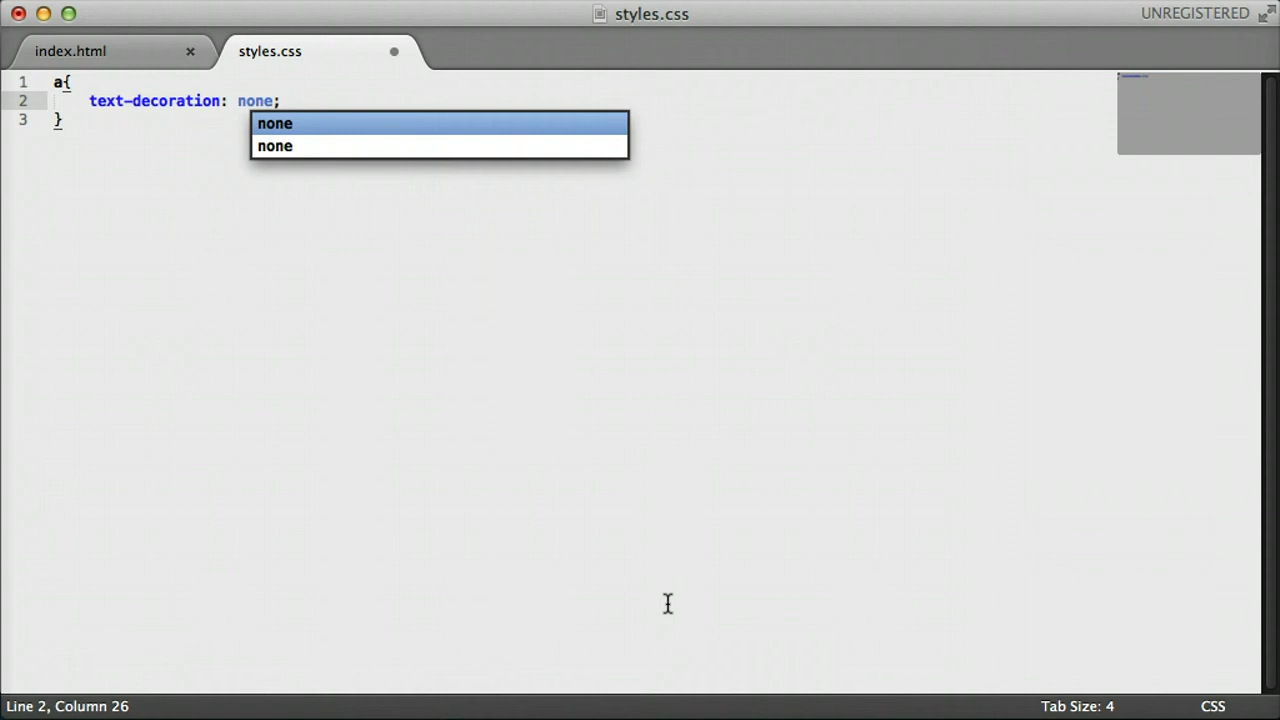 styles.css
UNREGISTERED
index.html
styles.css
1 a{
2 text-decoration: none;
3 }
none
none
Line 2, Column 26
Tab Size: 4
CSS